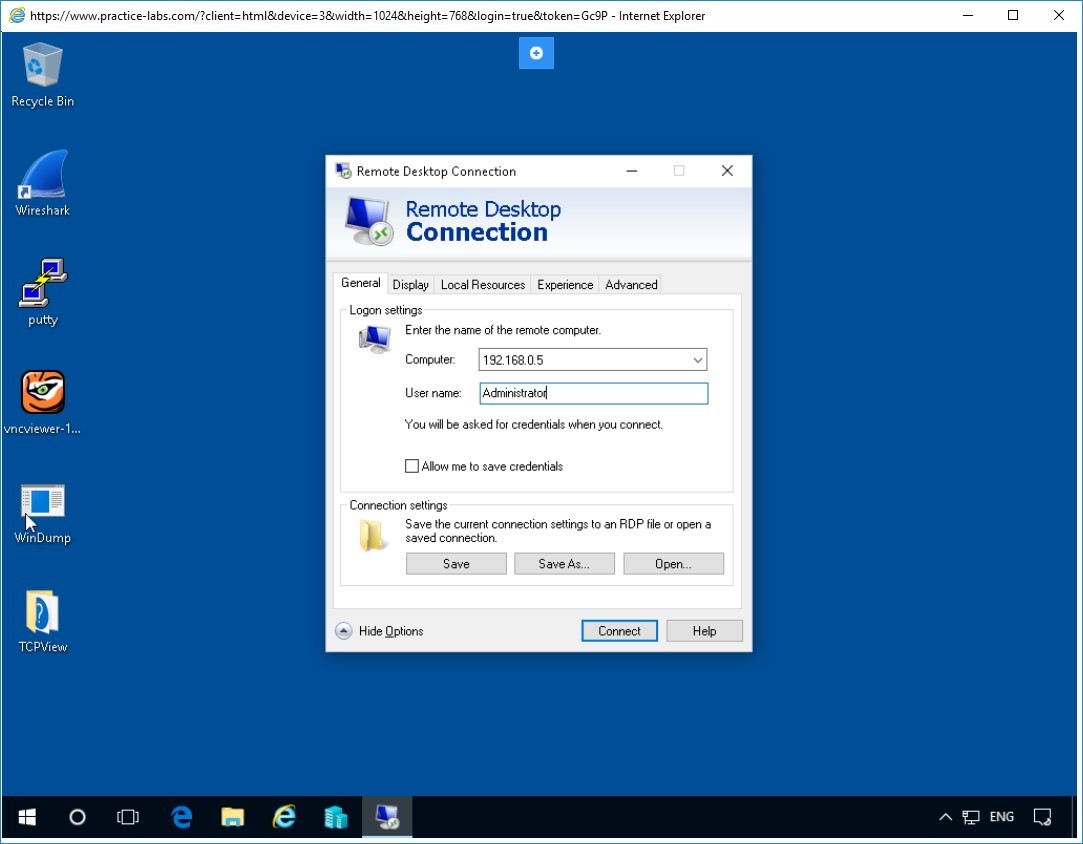 https://www.practice-labs.com/?client=html&device=3&width=1024&height=768&login=true&token=Gc9P - Internet Explorer
Recycle Bin
Wireshark
putty
vncviewer-1...
WinDump
TCPView
Remote Desktop Connection
Remote Desktop
Connection
General Display Local Resources Experience Advanced
Logon settings
Enter the name of the remote computer.
Computer: 192.168.0.5
User name: Administrator
You will be asked for credentials when you connect.
Allow me to save credentials
Connection settings
Save the current connection settings to an RDP file or open a
saved connection.
Save Save As... Open...
Hide Options Connect Help
ENG